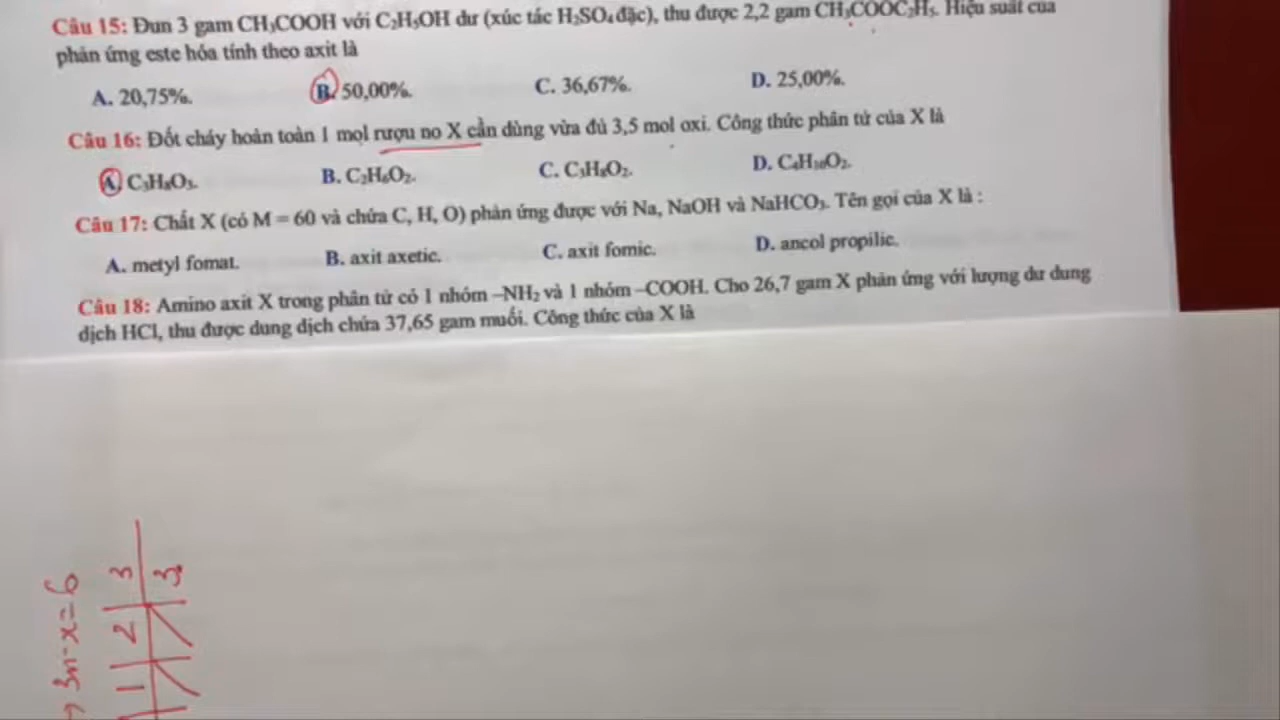 Câu 15: Đun 3 gam CH₃COOH với C₂H₅OH dư (xúc tác H₂SO₄ đặc), thu được 2,2 gam CH₃COOC₂H₅. Hiệu suất của
phản ứng este hóa tính theo axit là
A. 20,75%. B. 50,00%. C. 36,67%. D. 25,00%.
Câu 16: Đốt cháy hoàn toàn 1 mol rượu no X cần dùng vừa đủ 3,5 mol oxi. Công thức phân tử của X là
A. C₃H₈O₃. B. C₂H₆O₂. C. C₃H₈O₂. D. C₄H₁₀O₂.
Câu 17: Chất X (có M = 60 và chứa C, H, O) phản ứng được với Na, NaOH và NaHCO₃. Tên gọi của X là :
A. metyl fomat. B. axit axetic. C. axit fomic. D. ancol propilic.
Câu 18: Amino axit X trong phân tử có 1 nhóm –NH₂ và 1 nhóm –COOH. Cho 26,7 gam X phản ứng với lượng dư dung
dịch HCl, thu được dung dịch chứa 37,65 gam muối. Công thức của X là
3n-x=6
1 2 3
3